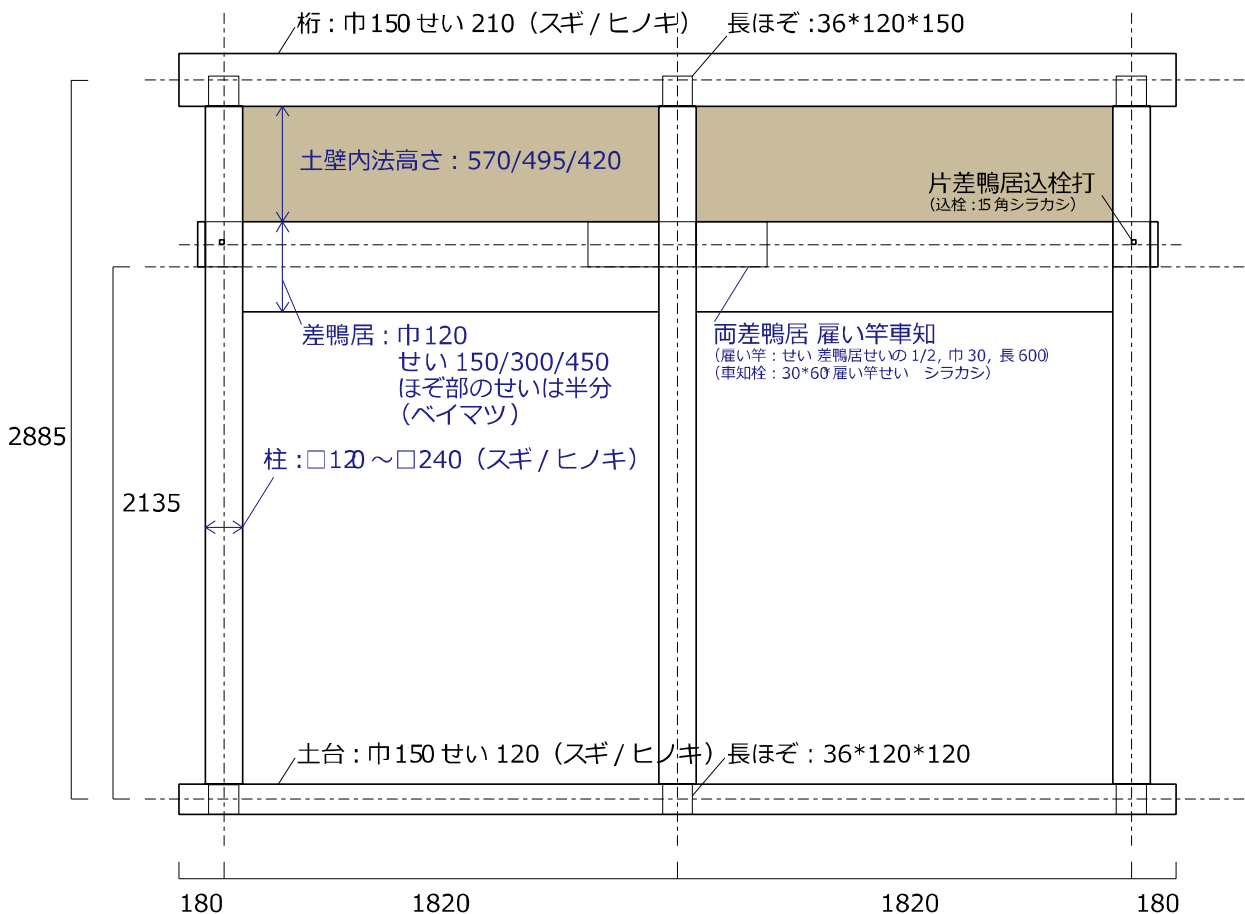 桁 : 巾150 せい 210（スギ / ヒノキ）
長ほぞ : 36*120*150
土壁内法高さ : 570/495/420
片差鴨居込栓打
（込栓 : 15角シラカシ）
差鴨居 : 巾120
せい 150/300/450
ほぞ部のせいは半分
（ベイマツ）
両差鴨居 雇い竿車知
（雇い竿 : せい 差鴨居せいの 1/2, 巾 30, 長 600）
（車知栓 : 30*60*雇い竿せい　シラカシ）
2885
柱 : □120 ～□240（スギ / ヒノキ）
2135
土台 : 巾150 せい 120（スギ / ヒノキ）
長ほぞ : 36*120*120
180
1820
1820
180